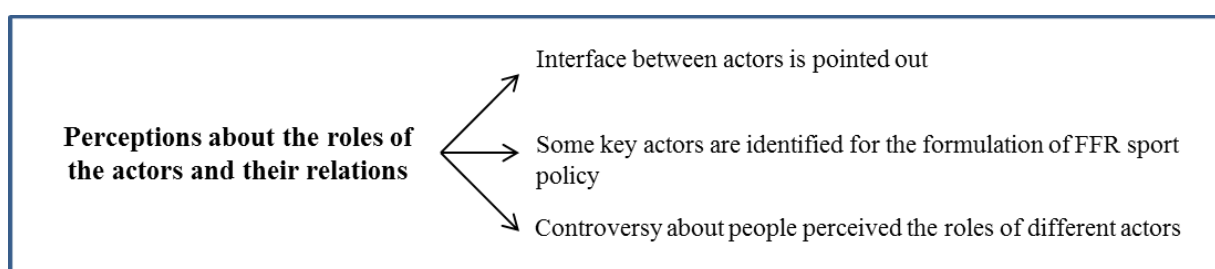 Interface between actors is pointed out
Perceptions about the roles of
the actors and their relations
Some key actors are identified for the formulation of FFR sport
policy
Controversy about people perceived the roles of different actors